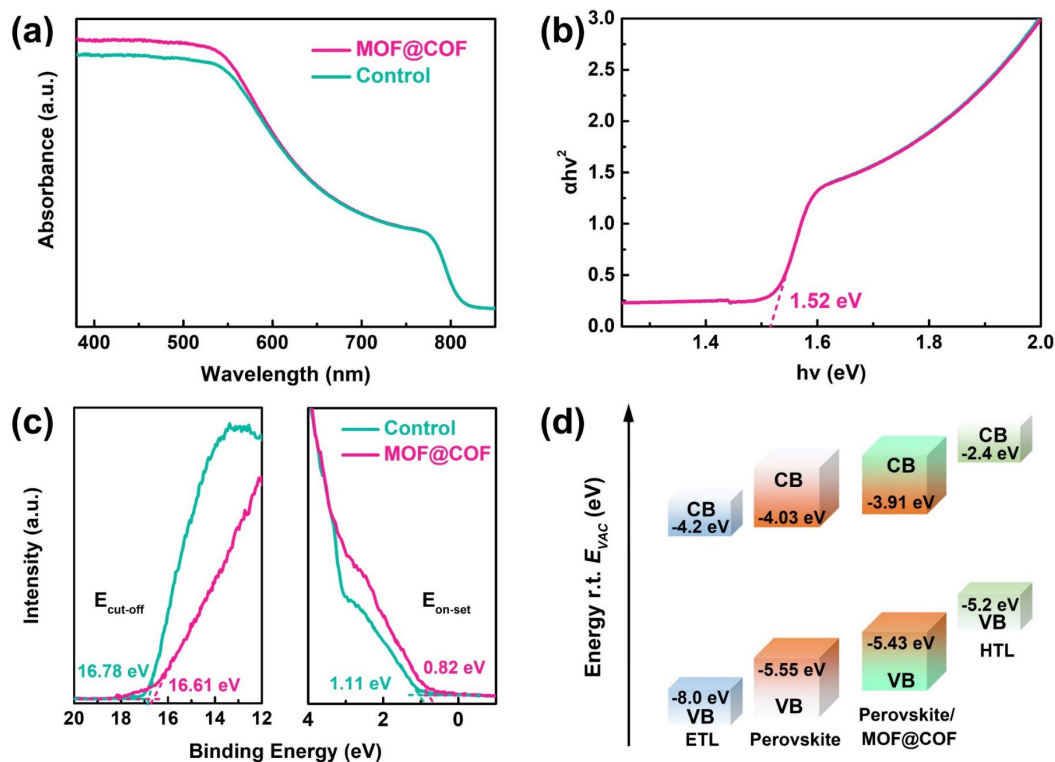 (a)
MOF@COF
Control
Absorbance (a.u.)
400 500 600 700 800
Wavelength (nm)
(b)
3.0
2.5
2.0
1.5
1.0
0.5
0.0
αhν²
1.52 eV
1.4 1.6 1.8 2.0
hν (eV)
(c)
Control
MOF@COF
Intensity (a.u.)
E_cut-off
E_on-set
16.78 eV
16.61 eV
0.82 eV
1.11 eV
20 18 16 14 12
4 2 0
Binding Energy (eV)
(d)
Energy r.t. E_VAC (eV)
CB
-4.2 eV
CB
-4.03 eV
CB
-3.91 eV
CB
-2.4 eV
-8.0 eV
VB
ETL
-5.55 eV
VB
Perovskite
-5.43 eV
VB
Perovskite/
MOF@COF
-5.2 eV
VB
HTL